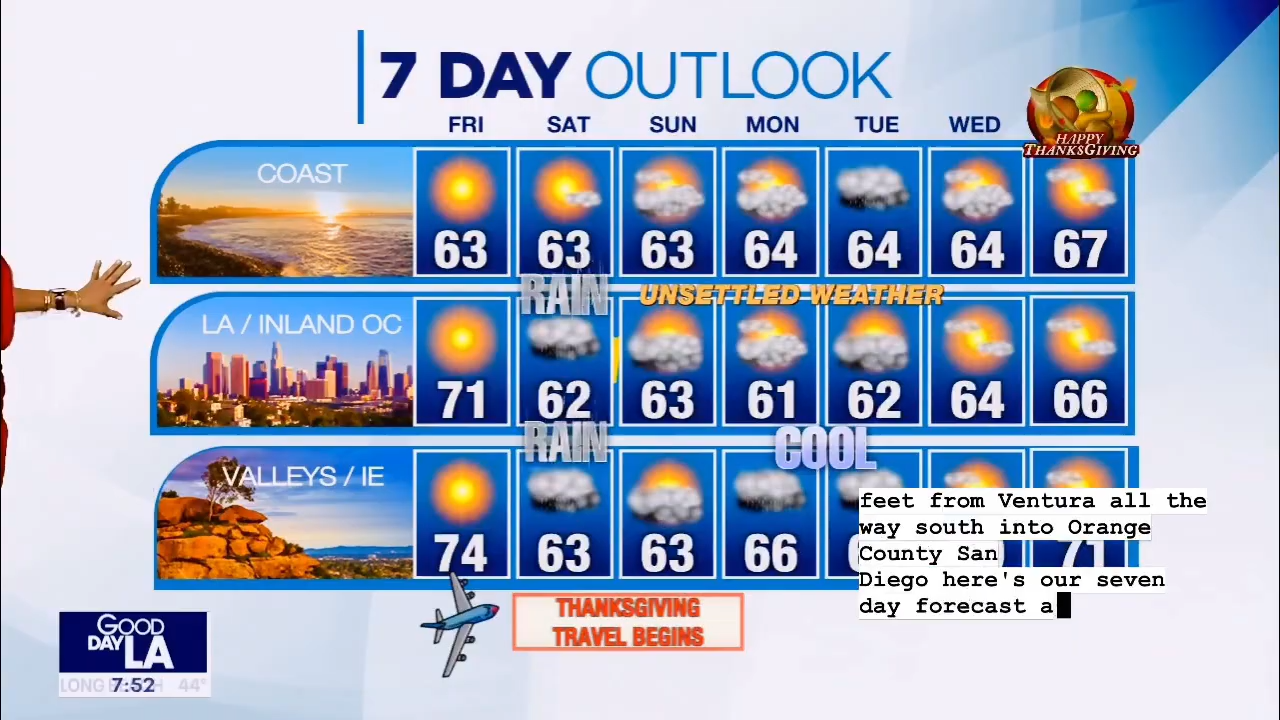 7 DAY OUTLOOK
FRI SAT SUN MON TUE WED
HAPPY
THANKSGIVING
COAST
63 63 63 64 64 64 67
RAIN UNSETTLED WEATHER
LA / INLAND OC
71 62 63 61 62 64 66
RAIN COOL
VALLEYS / IE
74 63 63 66 71
feet from Ventura all the
way south into Orange
County San
Diego here's our seven
day forecast a
THANKSGIVING
TRAVEL BEGINS
GOOD
DAY LA
LONG BEACH 7:52 44°